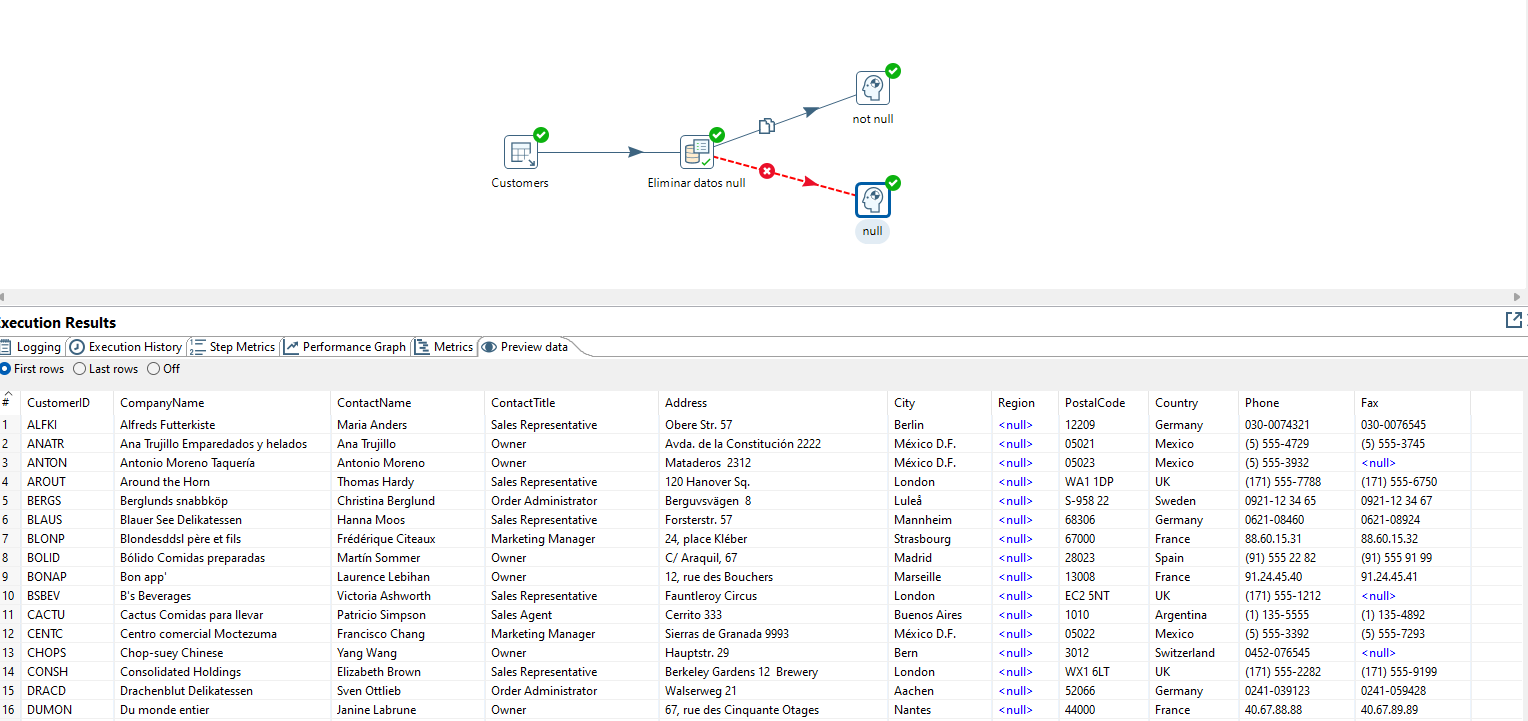 not null
Customers
Eliminar datos null
null
Execution Results
Logging Execution History Step Metrics Performance Graph Metrics Preview data
First rows Last rows Off
# CustomerID CompanyName ContactName ContactTitle Address City Region PostalCode Country Phone Fax
1 ALFKI Alfreds Futterkiste Maria Anders Sales Representative Obere Str. 57 Berlin <null> 12209 Germany 030-0074321 030-0076545
2 ANATR Ana Trujillo Emparedados y helados Ana Trujillo Owner Avda. de la Constitución 2222 México D.F. <null> 05021 Mexico (5) 555-4729 (5) 555-3745
3 ANTON Antonio Moreno Taquería Antonio Moreno Owner Mataderos 2312 México D.F. <null> 05023 Mexico (5) 555-3932 <null>
4 AROUT Around the Horn Thomas Hardy Sales Representative 120 Hanover Sq. London <null> WA1 1DP UK (171) 555-7788 (171) 555-6750
5 BERGS Berglunds snabbköp Christina Berglund Order Administrator Berguvsvägen 8 Luleå <null> S-958 22 Sweden 0921-12 34 65 0921-12 34 67
6 BLAUS Blauer See Delikatessen Hanna Moos Sales Representative Forsterstr. 57 Mannheim <null> 68306 Germany 0621-08460 0621-08924
7 BLONP Blondesddsl père et fils Frédérique Citeaux Marketing Manager 24, place Kléber Strasbourg <null> 67000 France 88.60.15.31 88.60.15.32
8 BOLID Bólido Comidas preparadas Martín Sommer Owner C/ Araquil, 67 Madrid <null> 28023 Spain (91) 555 22 82 (91) 555 91 99
9 BONAP Bon app' Laurence Lebihan Owner 12, rue des Bouchers Marseille <null> 13008 France 91.24.45.40 91.24.45.41
10 BSBEV B's Beverages Victoria Ashworth Sales Representative Fauntleroy Circus London <null> EC2 5NT UK (171) 555-1212 <null>
11 CACTU Cactus Comidas para llevar Patricio Simpson Sales Agent Cerrito 333 Buenos Aires <null> 1010 Argentina (1) 135-5555 (1) 135-4892
12 CENTC Centro comercial Moctezuma Francisco Chang Marketing Manager Sierras de Granada 9993 México D.F. <null> 05022 Mexico (5) 555-3392 (5) 555-7293
13 CHOPS Chop-suey Chinese Yang Wang Owner Hauptstr. 29 Bern <null> 3012 Switzerland 0452-076545 <null>
14 CONSH Consolidated Holdings Elizabeth Brown Sales Representative Berkeley Gardens 12 Brewery London <null> WX1 6LT UK (171) 555-2282 (171) 555-9199
15 DRACD Drachenblut Delikatessen Sven Ottlieb Order Administrator Walserweg 21 Aachen <null> 52066 Germany 0241-039123 0241-059428
16 DUMON Du monde entier Janine Labrune Owner 67, rue des Cinquante Otages Nantes <null> 44000 France 40.67.88.88 40.67.89.89